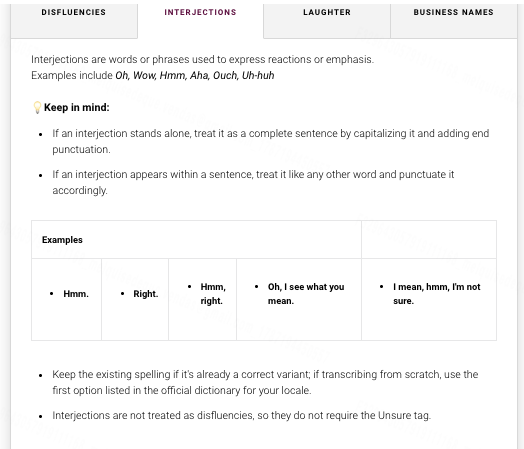 DISFLUENCIES
INTERJECTIONS
LAUGHTER
BUSINESS NAMES
Interjections are words or phrases used to express reactions or emphasis.
Examples include Oh, Wow, Hmm, Aha, Ouch, Uh-huh
Keep in mind:
• If an interjection stands alone, treat it as a complete sentence by capitalizing it and adding end
punctuation.
• If an interjection appears within a sentence, treat it like any other word and punctuate it
accordingly.
Examples
• Hmm.
• Right.
• Hmm,
right.
• Oh, I see what you
mean.
• I mean, hmm, I'm not
sure.
• Keep the existing spelling if it's already a correct variant; if transcribing from scratch, use the
first option listed in the official dictionary for your locale.
• Interjections are not treated as disfluencies, so they do not require the Unsure tag.